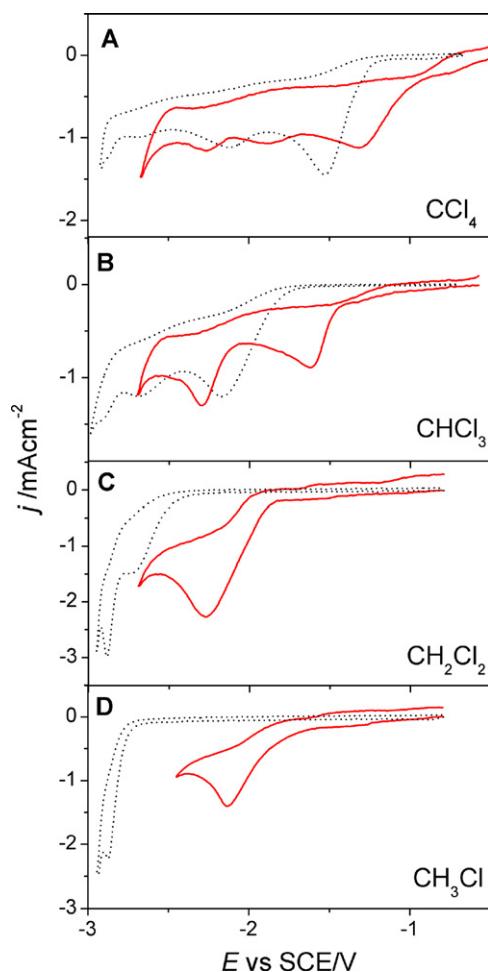 A
0
-1
-2
CCl₄
B
0
-1
CHCl₃
j /mAcm⁻²
C
0
-1
-2
-3
CH₂Cl₂
D
0
-1
-2
-3
CH₃Cl
-3 -2 -1
E vs SCE/V